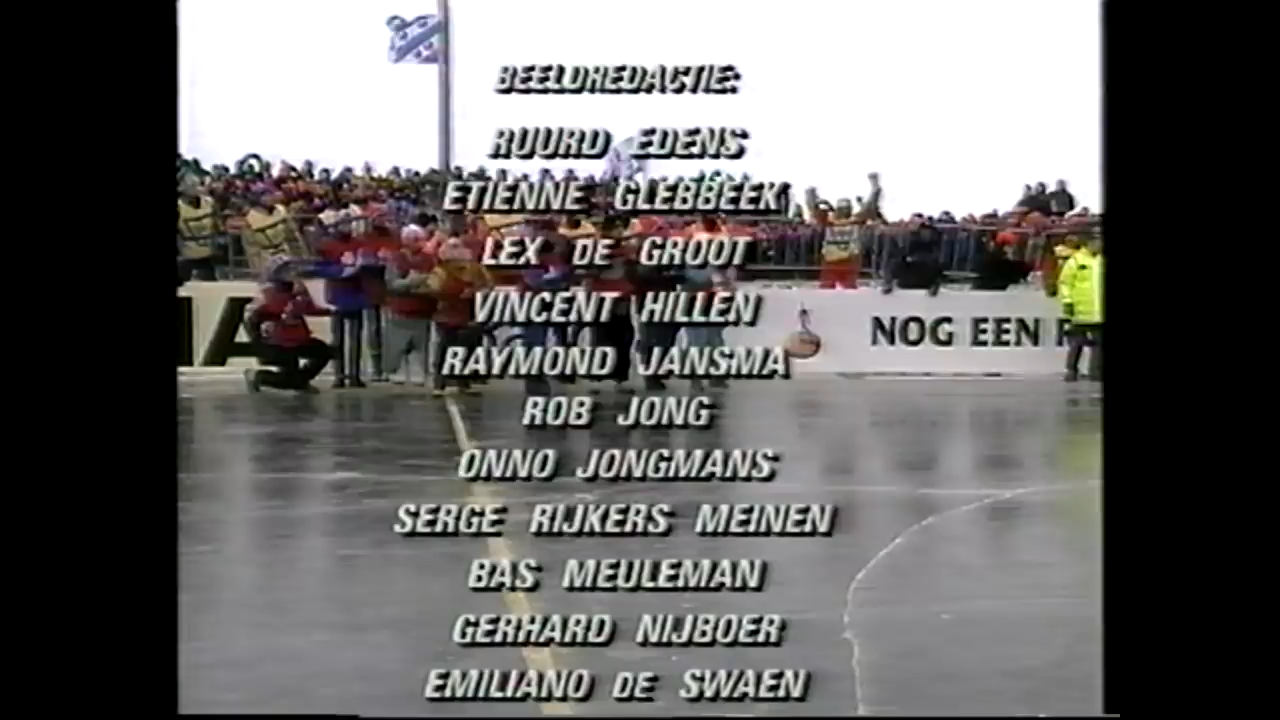 BEELDREDACTIE:
RUURD EDENS
ETIENNE GLEBBEEK
LEX DE GROOT
VINCENT HILLEN
RAYMOND JANSMA
ROB JONG
ONNO JONGMANS
SERGE RIJKERS MEINEN
BAS MEULEMAN
GERHARD NIJBOER
EMILIANO DE SWAEN
NOG EEN